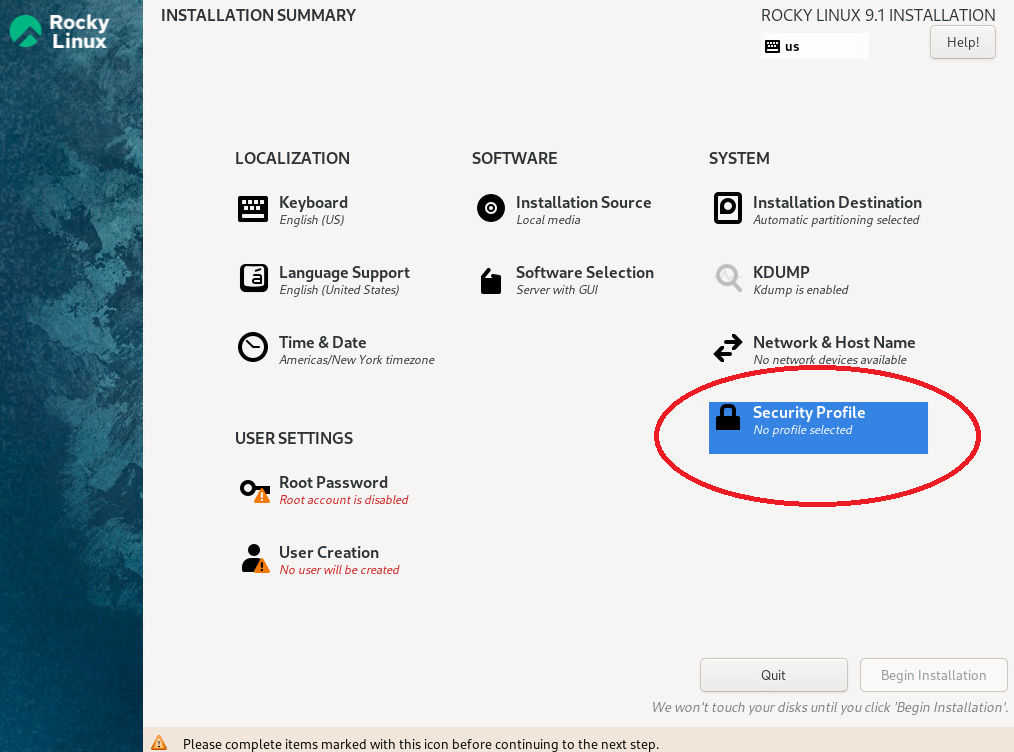 Rocky
Linux
INSTALLATION SUMMARY
ROCKY LINUX 9.1 INSTALLATION
us
Help!
LOCALIZATION
Keyboard
English (US)
Language Support
English (United States)
Time & Date
Americas/New York timezone
SOFTWARE
Installation Source
Local media
Software Selection
Server with GUI
SYSTEM
Installation Destination
Automatic partitioning selected
KDUMP
Kdump is enabled
Network & Host Name
No network devices available
Security Profile
No profile selected
USER SETTINGS
Root Password
Root account is disabled
User Creation
No user will be created
Quit
Begin Installation
We won't touch your disks until you click 'Begin Installation'.
Please complete items marked with this icon before continuing to the next step.